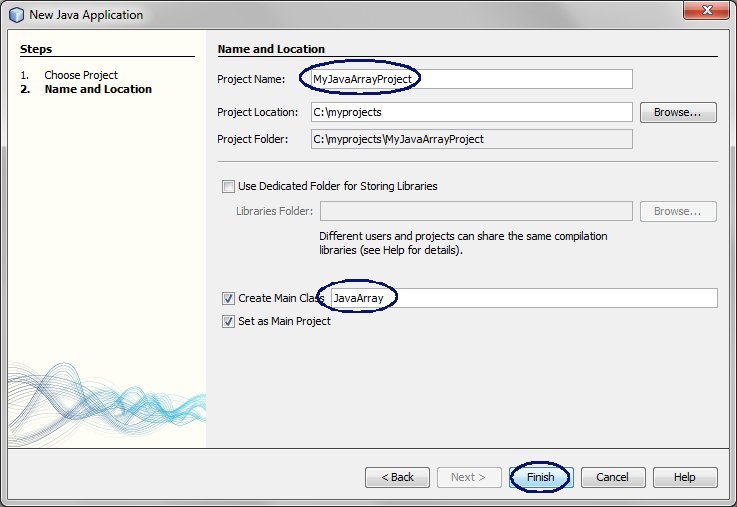 New Java Application
Steps
1. Choose Project
2. Name and Location
Name and Location
Project Name: MyJavaArrayProject
Project Location: C:\myprojects Browse...
Project Folder: C:\myprojects\MyJavaArrayProject
Use Dedicated Folder for Storing Libraries
Libraries Folder: Browse...
Different users and projects can share the same compilation
libraries (see Help for details).
Create Main Class JavaArray
Set as Main Project
< Back Next > Finish Cancel Help